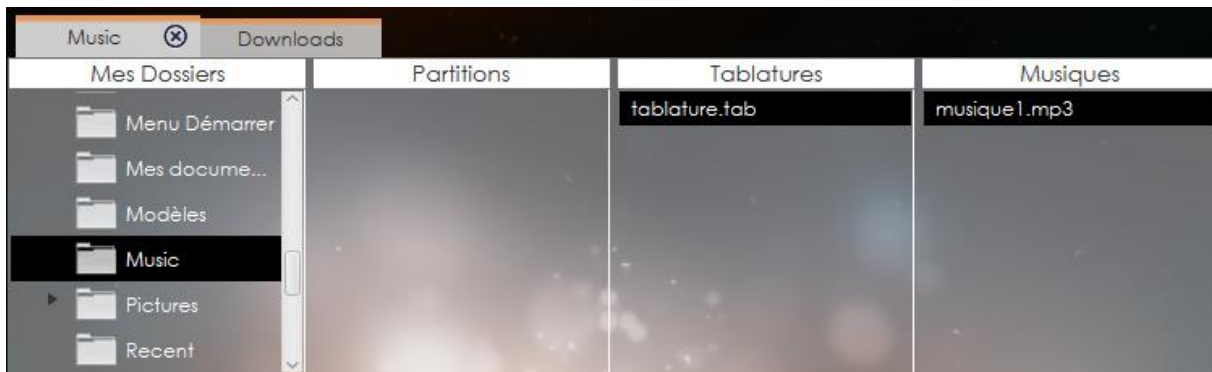 Music Downloads
Mes Dossiers Partitions Tablatures Musiques
Menu Démarrer tablature.tab musique1.mp3
Mes docume...
Modèles
Music
Pictures
Recent